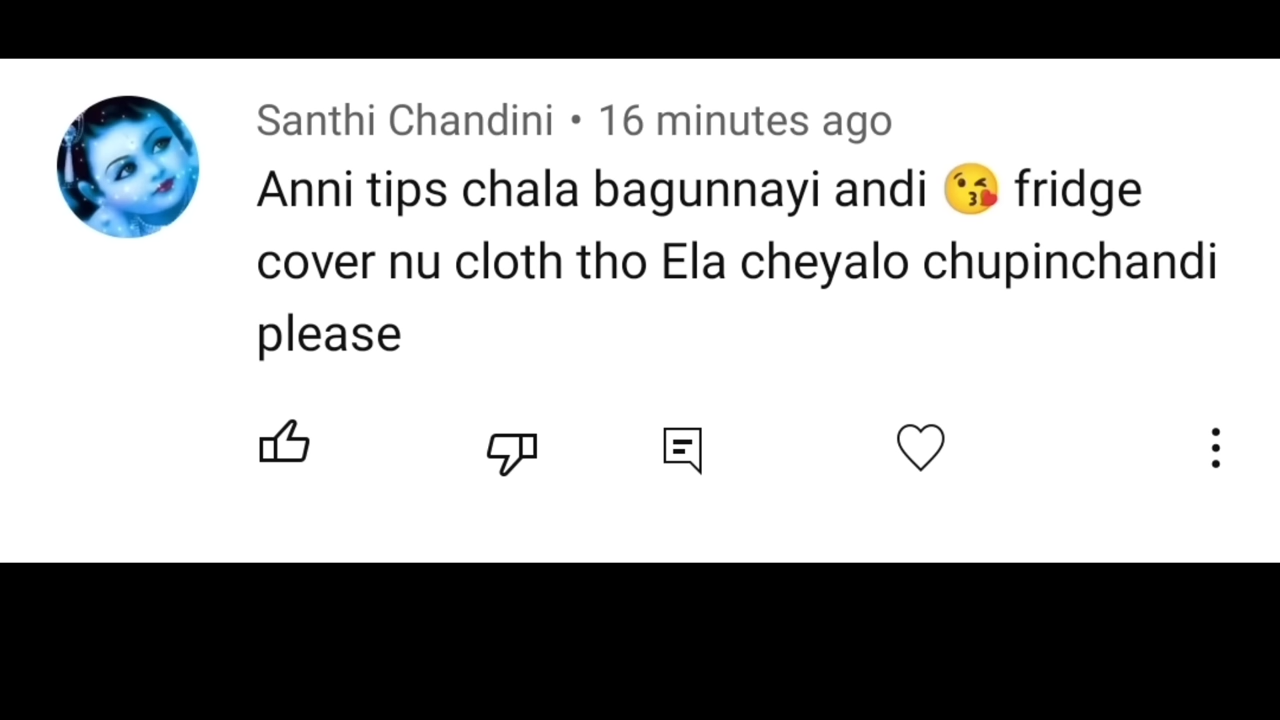 Santhi Chandini • 16 minutes ago
Anni tips chala bagunnayi andi 😘 fridge
cover nu cloth tho Ela cheyalo chupinchandi
please